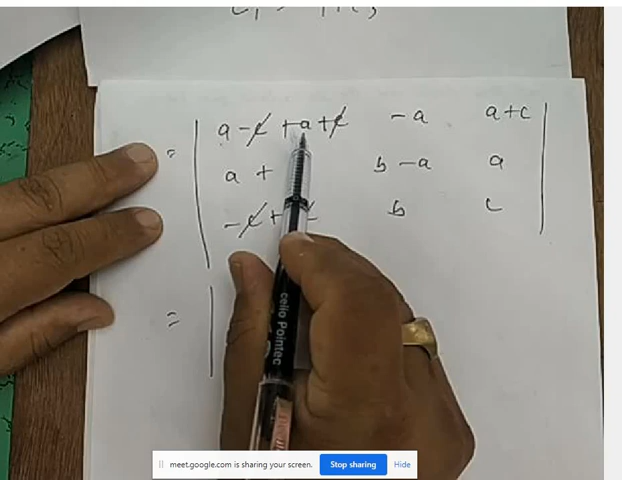 = | a - c + a + c   - a   a + c |
a +   b - a   a
- c +   b   c
= |
cello Pointec
meet.google.com is sharing your screen. Stop sharing Hide